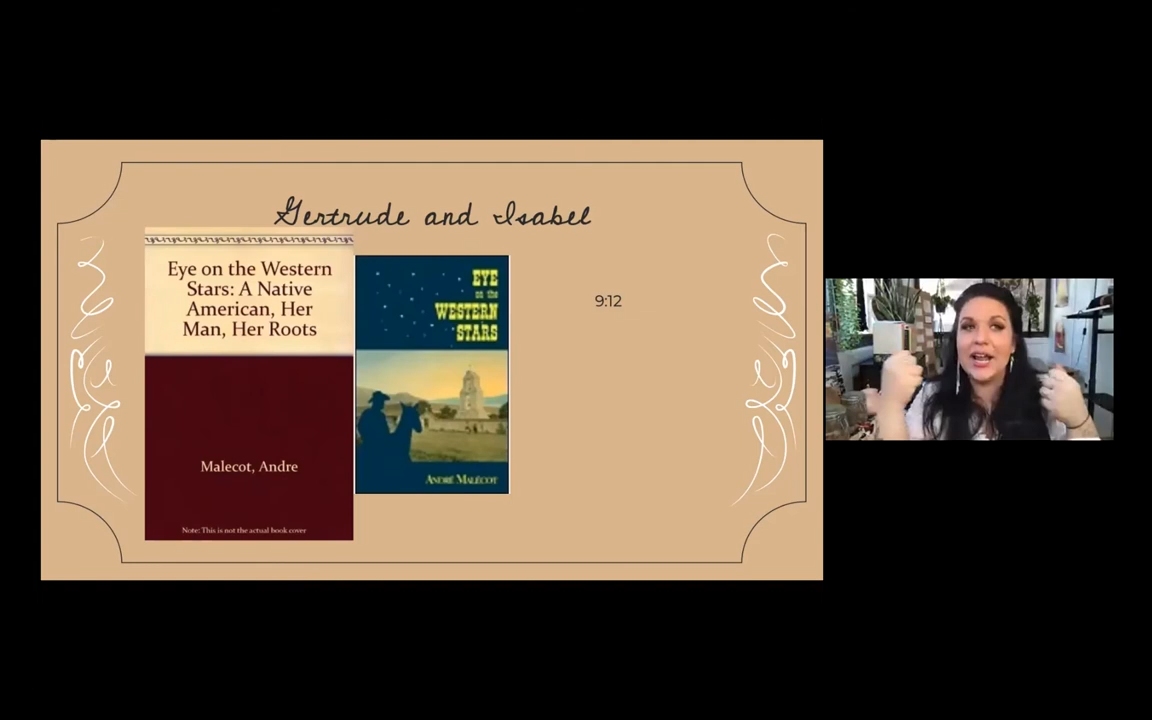 Gertrude and Isabel
Eye on the Western
Stars: A Native
American, Her
Man, Her Roots
Malecot, Andre
Note: This is not the actual book cover
EYE
on the
WESTERN
STARS
ANDRÉ MALÉCOT
9:12